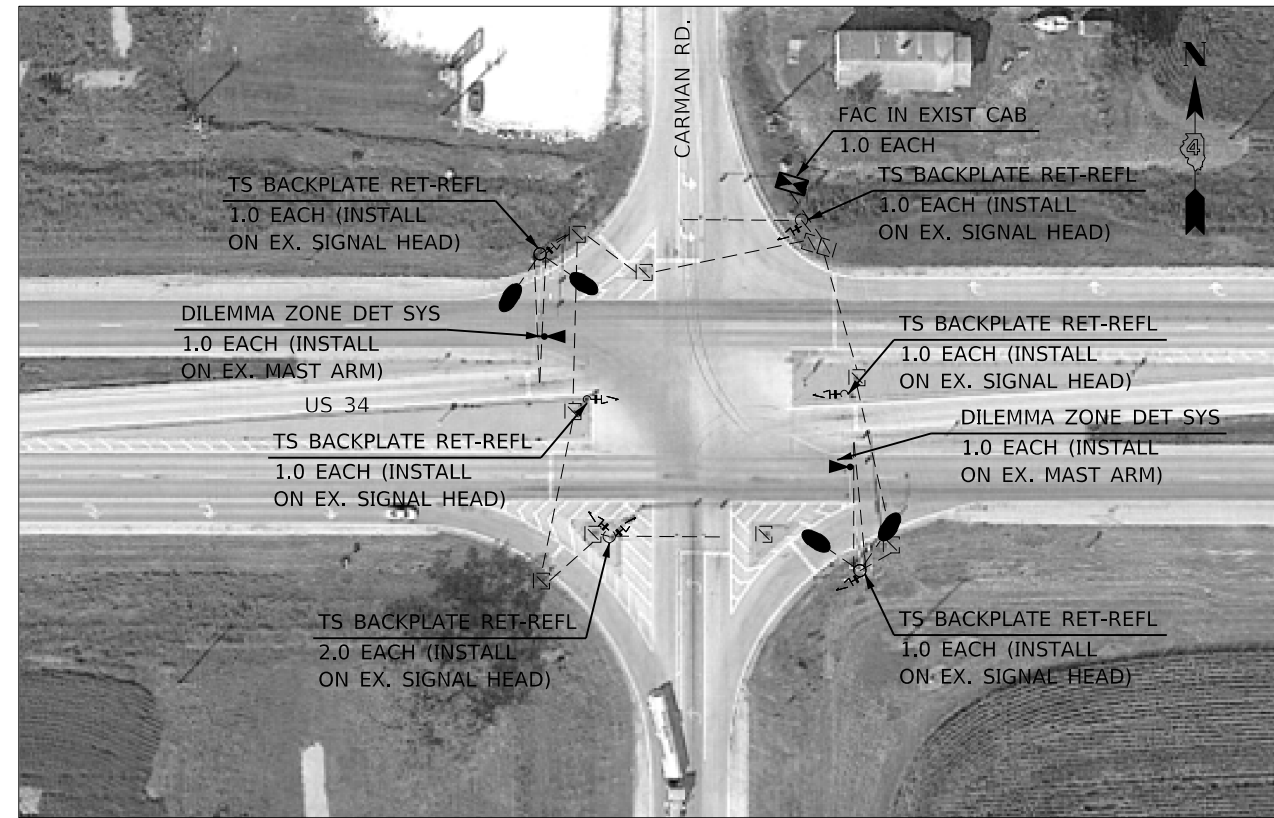 CARMAN RD.
N
4
FAC IN EXIST CAB
1.0 EACH
TS BACKPLATE RET-REFL
1.0 EACH (INSTALL
ON EX. SIGNAL HEAD)
TS BACKPLATE RET-REFL
1.0 EACH (INSTALL
ON EX. SIGNAL HEAD)
DILEMMA ZONE DET SYS
1.0 EACH (INSTALL
ON EX. MAST ARM)
TS BACKPLATE RET-REFL
1.0 EACH (INSTALL
ON EX. SIGNAL HEAD)
US 34
DILEMMA ZONE DET SYS
1.0 EACH (INSTALL
ON EX. MAST ARM)
TS BACKPLATE RET-REFL
1.0 EACH (INSTALL
ON EX. SIGNAL HEAD)
TS BACKPLATE RET-REFL
2.0 EACH (INSTALL
ON EX. SIGNAL HEAD)
TS BACKPLATE RET-REFL
1.0 EACH (INSTALL
ON EX. SIGNAL HEAD)